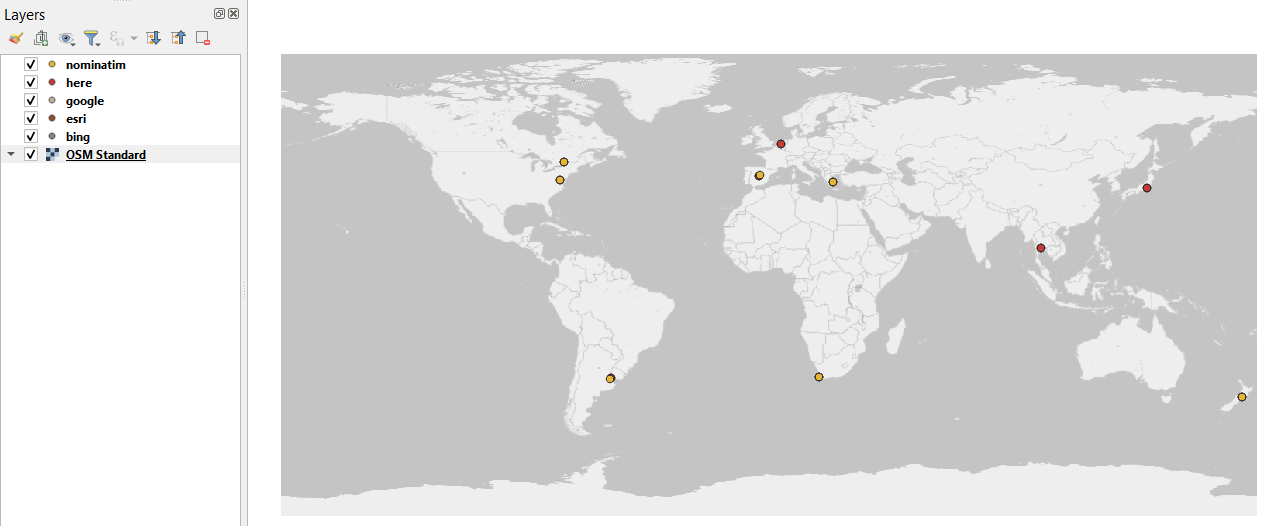 Layers
nominatim
here
google
esri
bing
OSM Standard